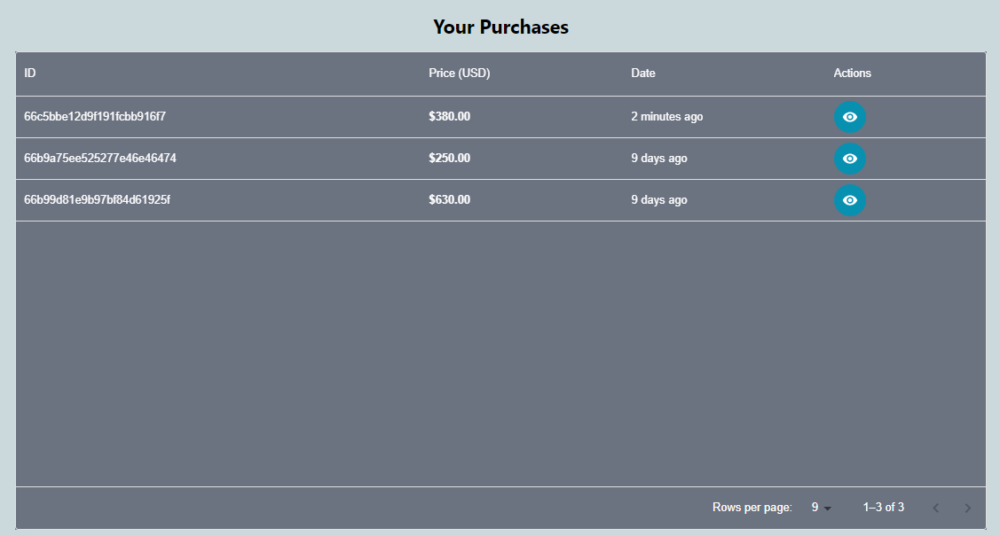 Your Purchases
ID Price (USD) Date Actions
66c5bbe12d9f191fcbb916f7 $380.00 2 minutes ago
66b9a75ee525277e46e46474 $250.00 9 days ago
66b99d81e9b97bf84d61925f $630.00 9 days ago
Rows per page: 9 1–3 of 3